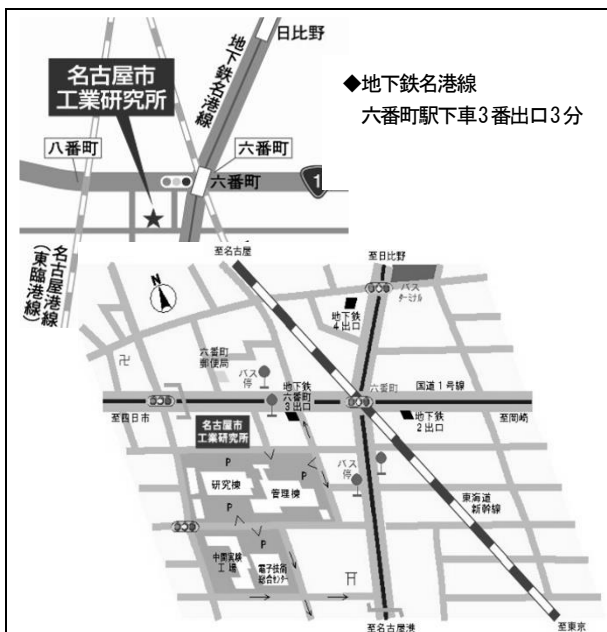 日比野
地下鉄名港線
名古屋市
工業研究所
八番町
六番町
六番町
1
名古屋港線
(東臨港線)
◆地下鉄名港線
六番町駅下車3番出口3分
至名古屋
至日比野
N
バス
ターミナル
地下鉄
4出口
卍
六番町
郵便局
バス
停
地下鉄
六番町
3出口
六番町
国道1号線
至四日市
地下鉄
2出口
至岡崎
名古屋市
工業研究所
P
研究棟
管理棟
P
バス
停
東海道
新幹線
P
P
中間実験
工場
電子技術
総合センター
至名古屋港
至東京